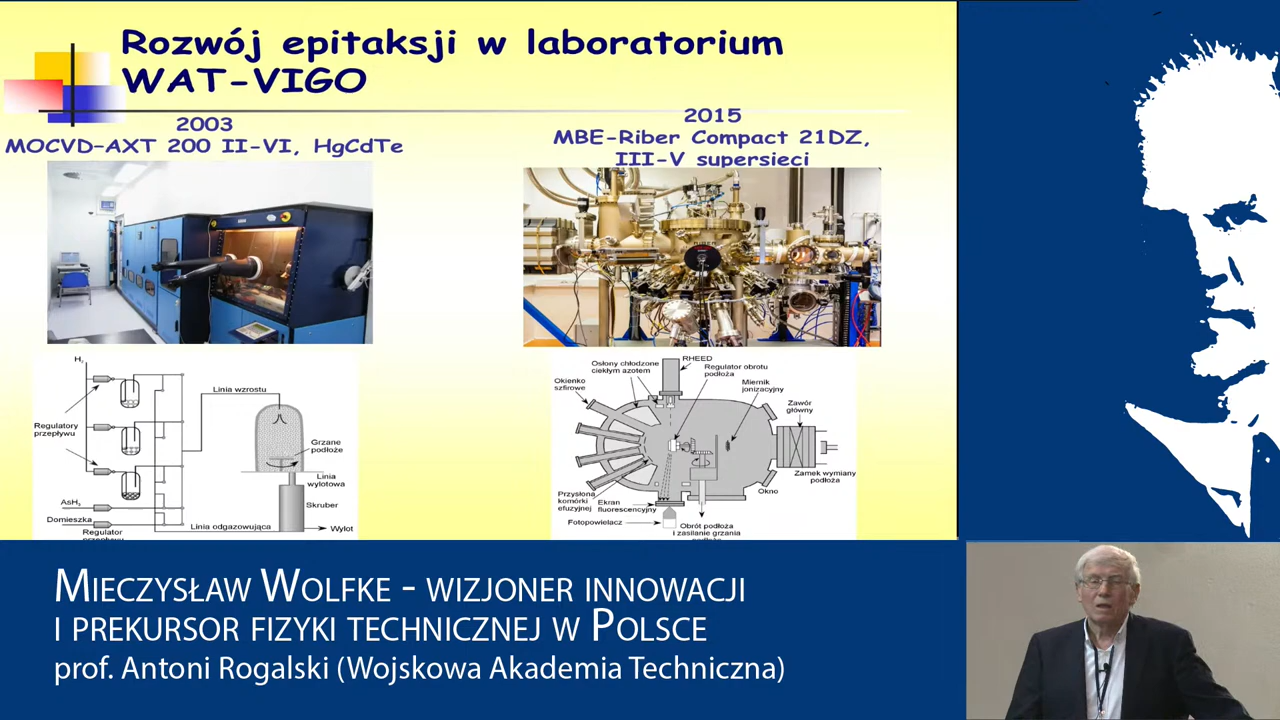 Rozwój epitaksji w laboratorium
WAT-VIGO
2003
MOCVD–AXT 200 II-VI, HgCdTe
2015
MBE-Riber Compact 21DZ,
III-V supersieci
H₂
Linia wzrostu
Regulatory
przepływu
Grzane
podłoże
Linia
wylotowa
AsH₃
Skruber
Domieszka
Linia odgazowująca
Wylot
Regulator
przepływu
RHEED
Osłony chłodzone
ciekłym azotem
Regulator obrotu
podłoża
Okienko
szafirowe
Miernik
jonizacyjny
Zawór
główny
Zamek wymiany
podłoża
Okno
Przysłona
komórki
efuzyjnej
Ekran
fluorescencyjny
Fotopowielacz
Obrót podłoża
i zasilanie grzania
podłoża
Mieczysław Wolfke - wizjoner innowacji
i prekursor fizyki technicznej w Polsce
prof. Antoni Rogalski (Wojskowa Akademia Techniczna)